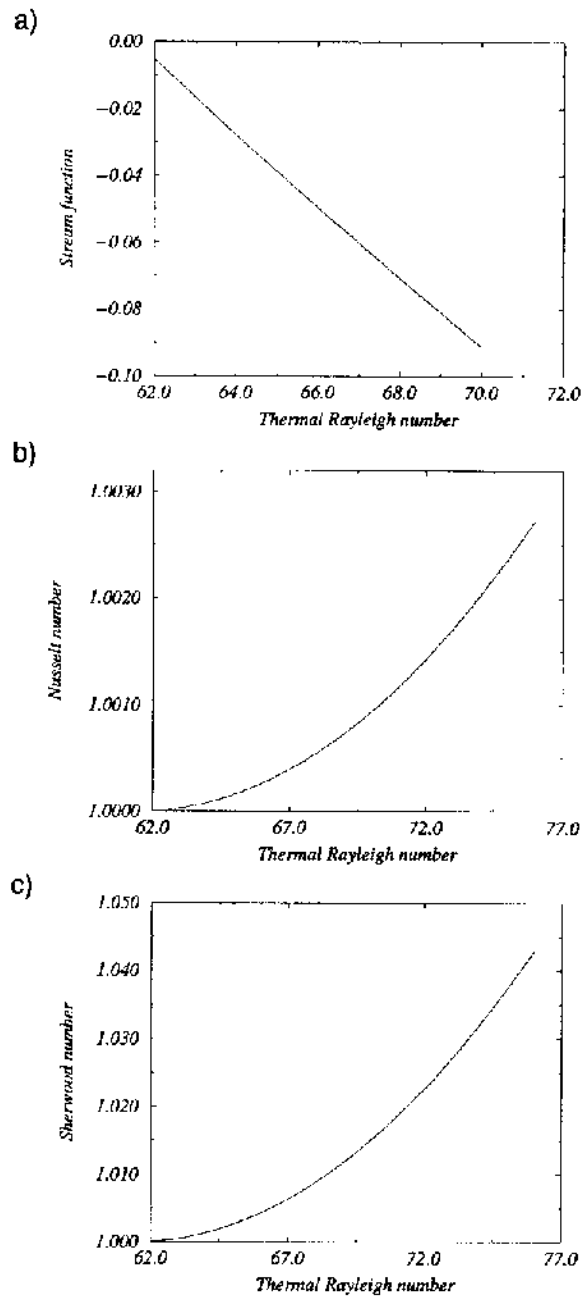 a)
0.00
−0.02
−0.04
−0.06
−0.08
−0.10
Stream function
62.0 64.0 66.0 68.0 70.0 72.0
Thermal Rayleigh number
b)
1.0030
1.0020
1.0010
1.0000
Nusselt number
62.0 67.0 72.0 77.0
Thermal Rayleigh number
c)
1.050
1.040
1.030
1.020
1.010
1.000
Sherwood number
62.0 67.0 72.0 77.0
Thermal Rayleigh number